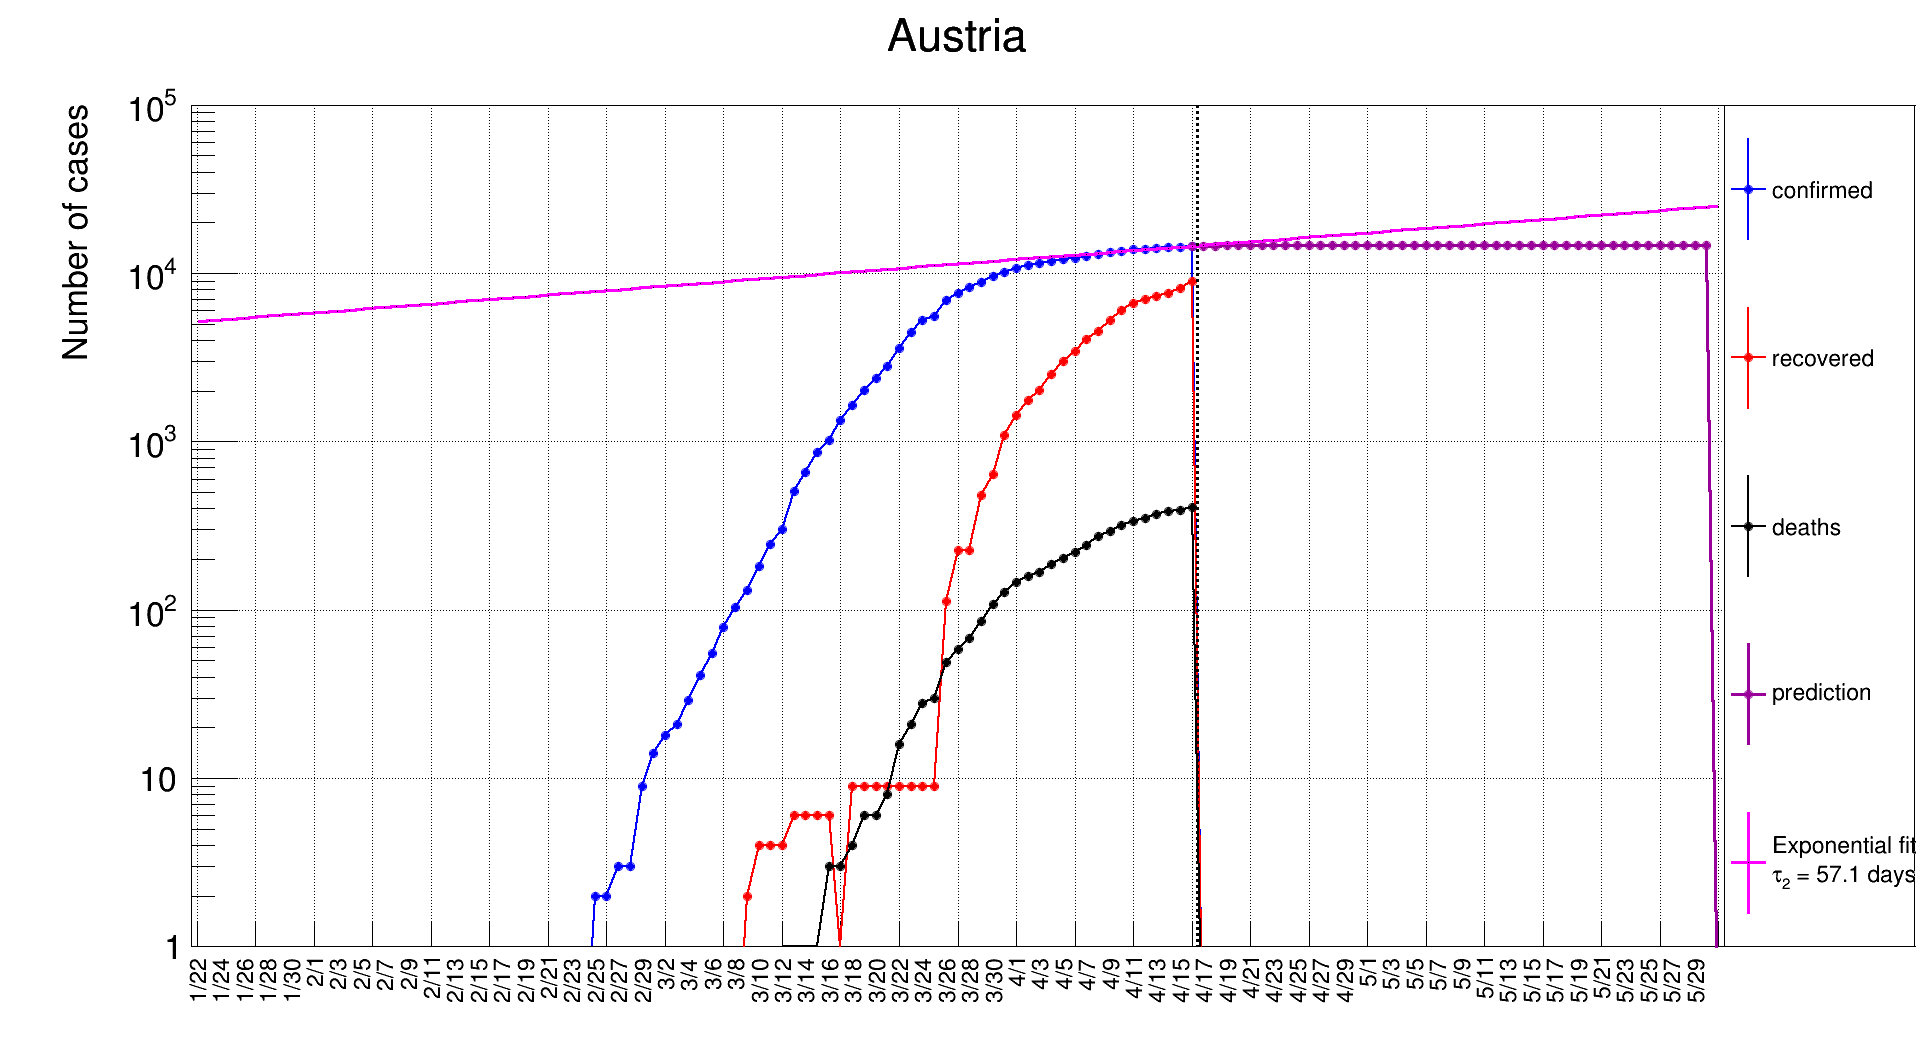 Austria
Number of cases
10^5
10^4
10^3
10^2
10
1
1/22 1/24 1/26 1/28 1/30 2/1 2/3 2/5 2/7 2/9 2/11 2/13 2/15 2/17 2/19 2/21 2/23 2/25 2/27 2/29 3/2 3/4 3/6 3/8 3/10 3/12 3/14 3/16 3/18 3/20 3/22 3/24 3/26 3/28 3/30 4/1 4/3 4/5 4/7 4/9 4/11 4/13 4/15 4/17 4/19 4/21 4/23 4/25 4/27 4/29 5/1 5/3 5/5 5/7 5/9 5/11 5/13 5/15 5/17 5/19 5/21 5/23 5/25 5/27 5/29
confirmed
recovered
deaths
prediction
Exponential fit
τ₂ = 57.1 days